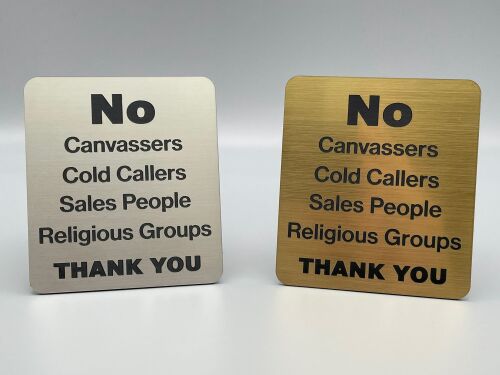 No
Canvassers
Cold Callers
Sales People
Religious Groups
THANK YOU
No
Canvassers
Cold Callers
Sales People
Religious Groups
THANK YOU